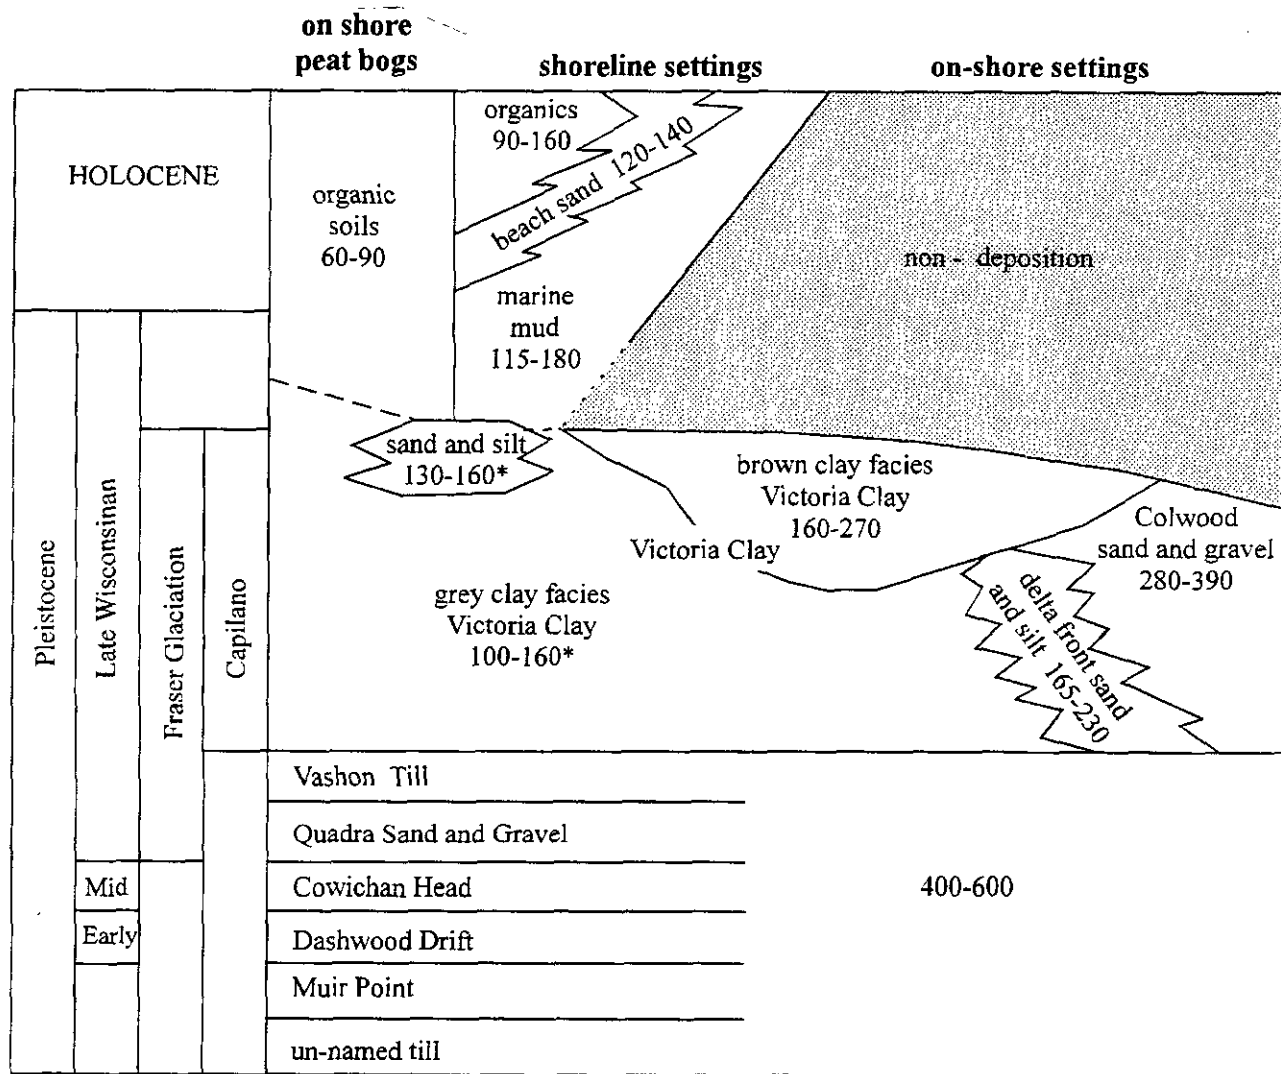 on shore
peat bogs
shoreline settings
on-shore settings
HOLOCENE
organic
soils
60-90
organics
90-160
beach sand 120-140
marine
mud
115-180
non - deposition
sand and silt
130-160*
brown clay facies
Victoria Clay
160-270
Victoria Clay
Colwood
sand and gravel
280-390
grey clay facies
Victoria Clay
100-160*
delta front sand
and silt 165-230
Pleistocene
Late Wisconsinan
Fraser Glaciation
Capilano
Vashon Till
Quadra Sand and Gravel
Mid
Cowichan Head
400-600
Early
Dashwood Drift
Muir Point
un-named till